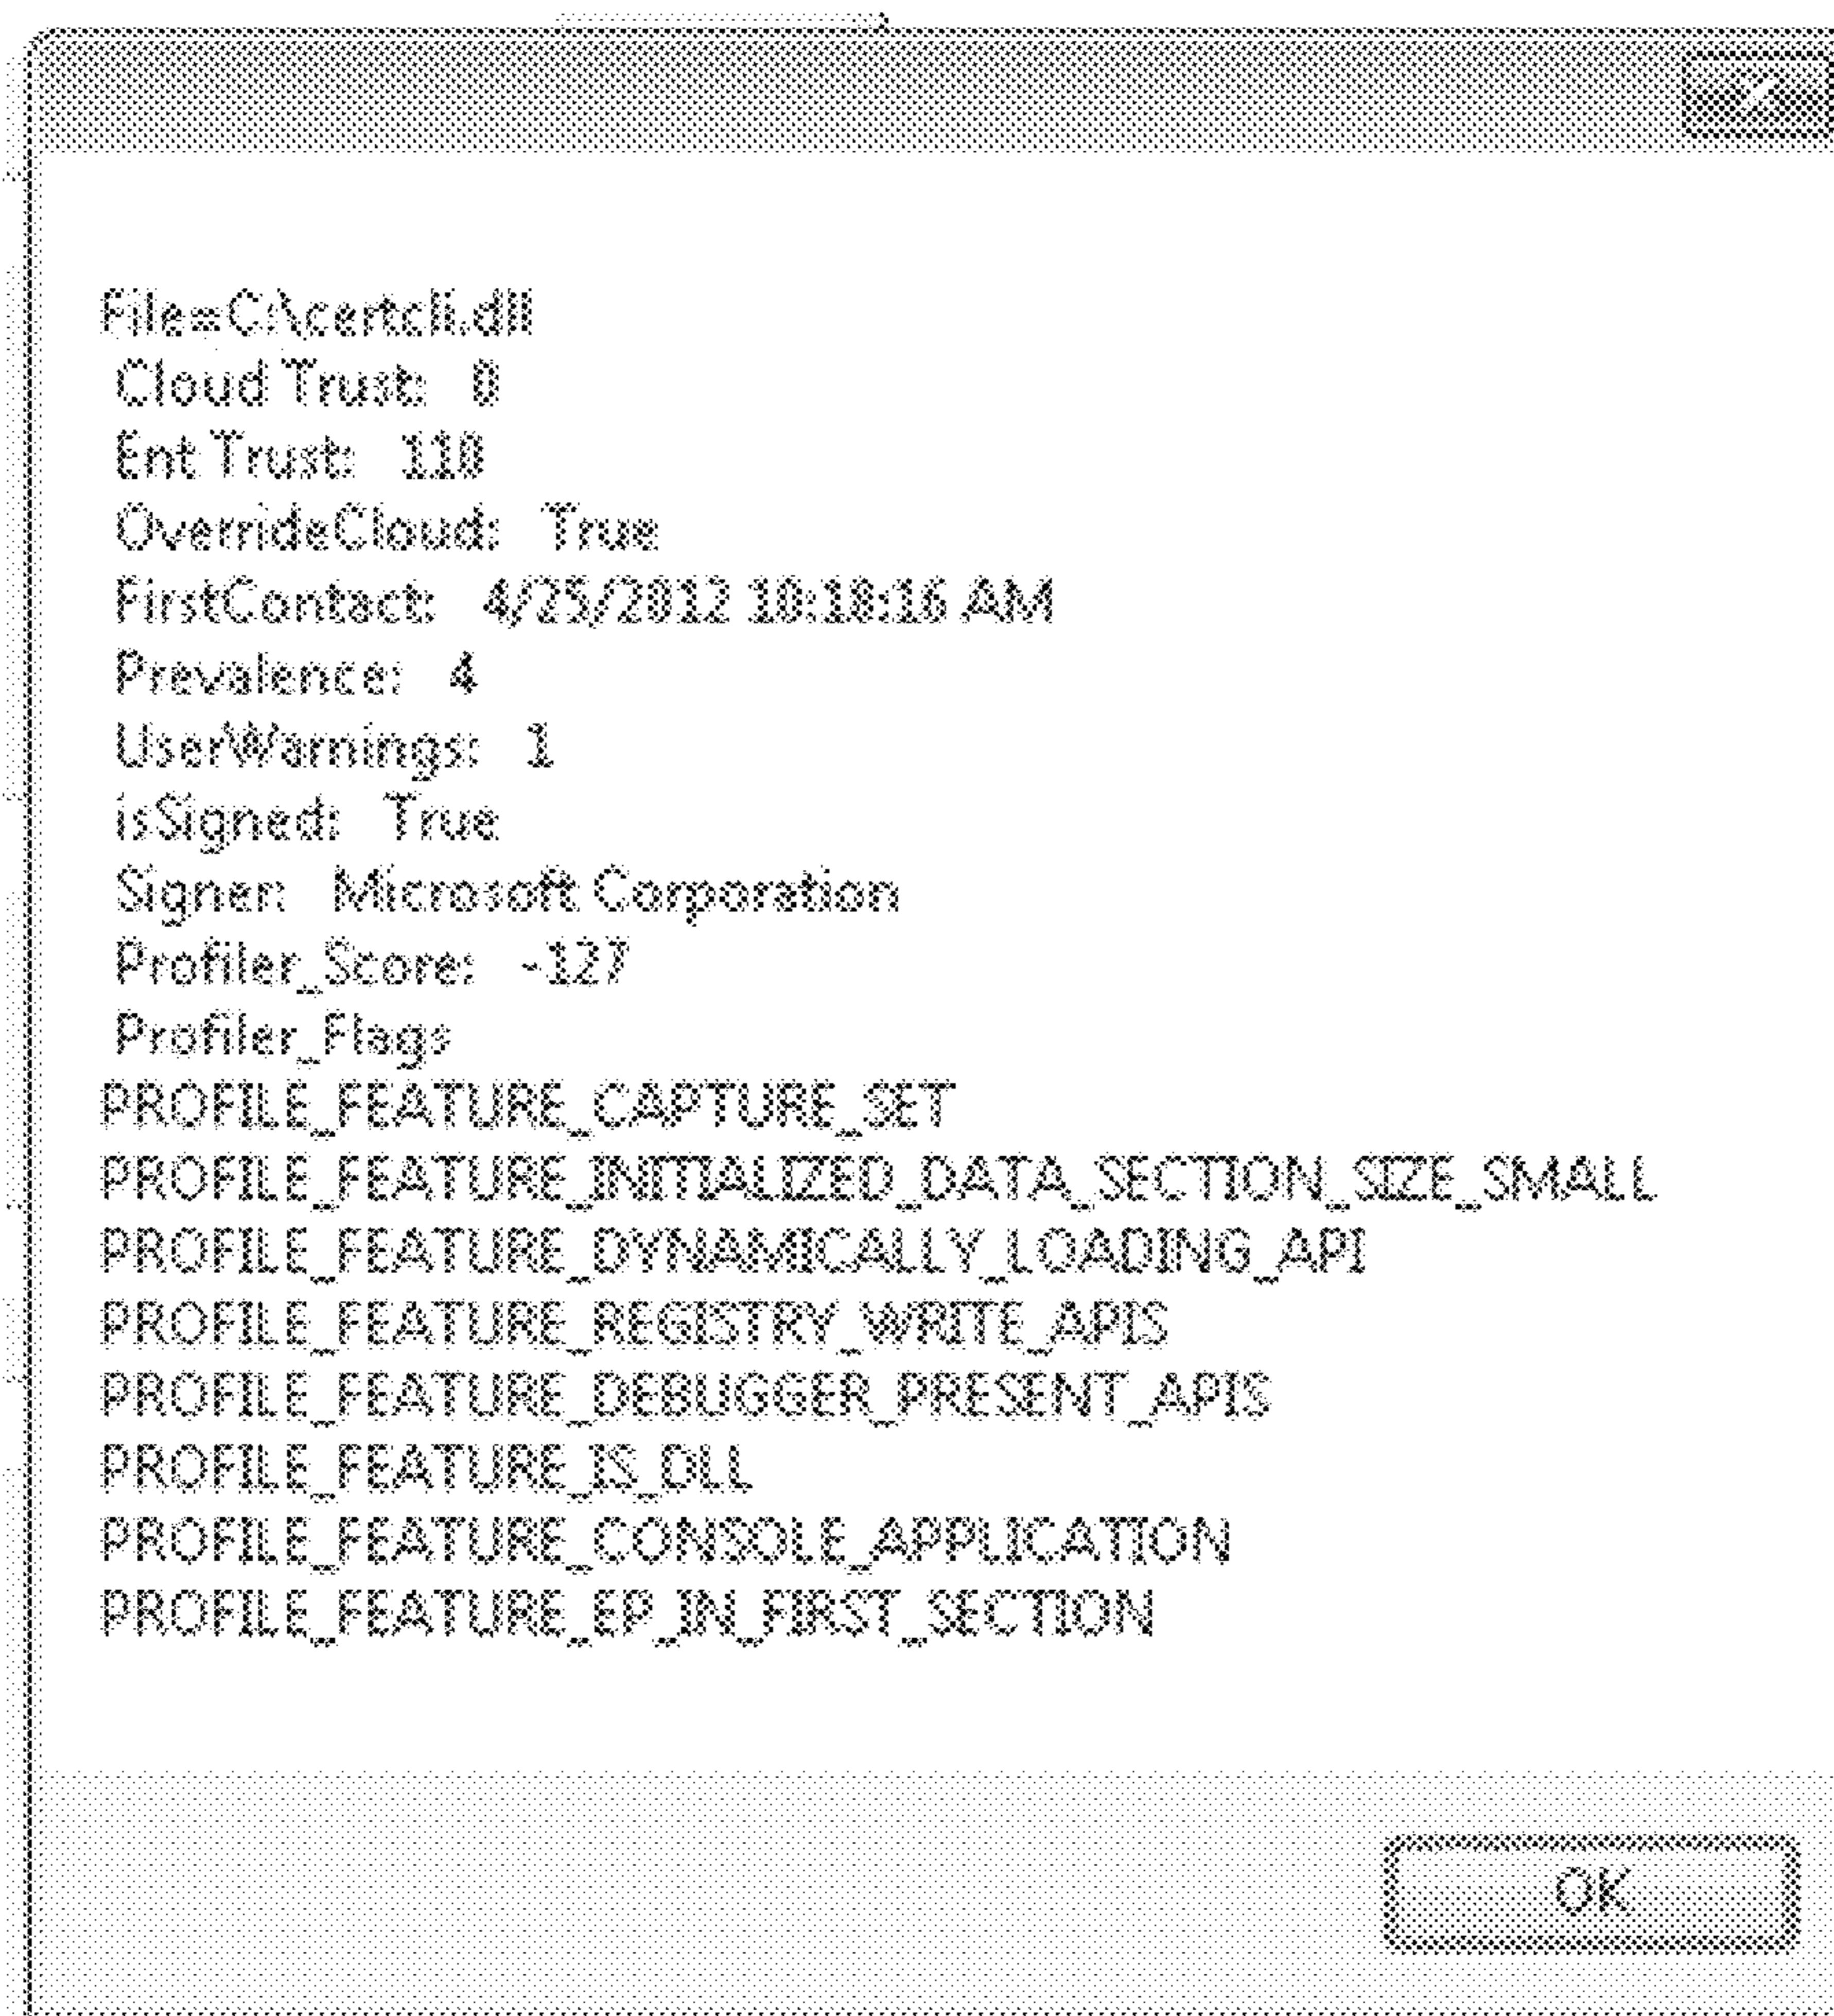 File=C:\certcli.dll
Cloud Trust: 0
Ent Trust: 110
OverrideCloud: True
FirstContact: 4/25/2012 10:18:16 AM
Prevalence: 4
UserWarnings: 1
isSigned: True
Signer: Microsoft Corporation
Profiler_Score: -127
Profiler_Flags
PROFILE_FEATURE_CAPTURE_SET
PROFILE_FEATURE_INITIALIZED_DATA_SECTION_SIZE_SMALL
PROFILE_FEATURE_DYNAMICALLY_LOADING_API
PROFILE_FEATURE_REGISTRY_WRITE_APIS
PROFILE_FEATURE_DEBUGGER_PRESENT_APIS
PROFILE_FEATURE_IS_DLL
PROFILE_FEATURE_CONSOLE_APPLICATION
PROFILE_FEATURE_EP_IN_FIRST_SECTION
OK